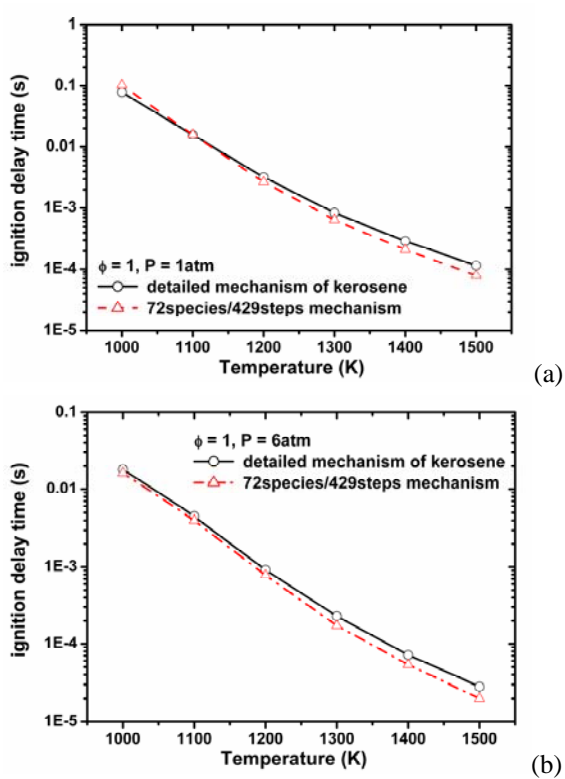 1
0.1
0.01
1E-3
1E-4
1E-5
ignition delay time (s)
ϕ = 1, P = 1atm
detailed mechanism of kerosene
72species/429steps mechanism
1000 1100 1200 1300 1400 1500
Temperature (K)
(a)
0.1
0.01
1E-3
1E-4
1E-5
ignition delay time (s)
ϕ = 1, P = 6atm
detailed mechanism of kerosene
72species/429steps mechanism
1000 1100 1200 1300 1400 1500
Temperature (K)
(b)